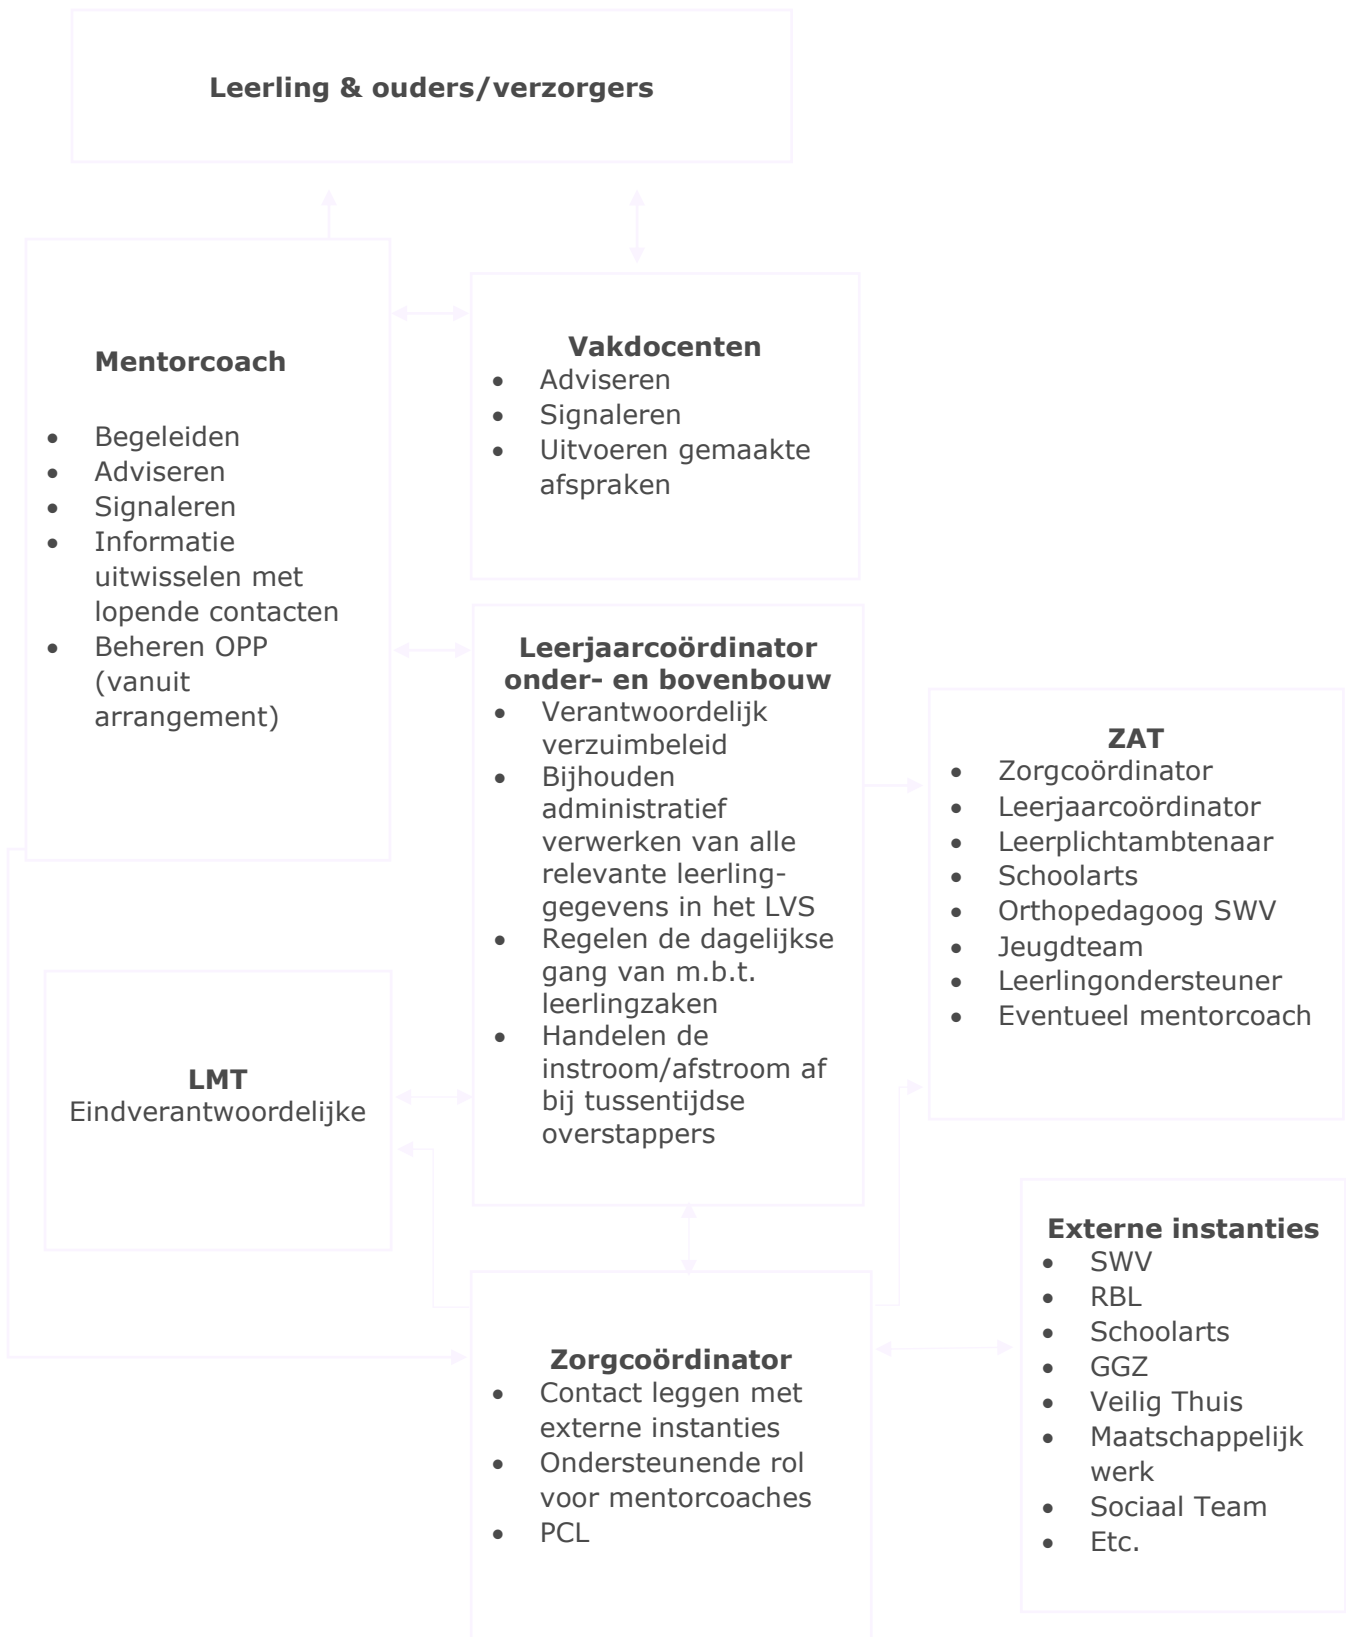 Leerling & ouders/verzorgers
Mentorcoach
• Begeleiden
• Adviseren
• Signaleren
• Informatie
uitwisselen met
lopende contacten
• Beheren OPP
(vanuit
arrangement)
Vakdocenten
• Adviseren
• Signaleren
• Uitvoeren gemaakte
afspraken
Leerjaarcoördinator
onder- en bovenbouw
• Verantwoordelijk
verzuimbeleid
• Bijhouden
administratief
verwerken van alle
relevante leerling-
gegevens in het LVS
• Regelen de dagelijkse
gang van m.b.t.
leerlingzaken
• Handelen de
instroom/afstroom af
bij tussentijdse
overstappers
ZAT
• Zorgcoördinator
• Leerjaarcoördinator
• Leerplichtambtenaar
• Schoolarts
• Orthopedagoog SWV
• Jeugdteam
• Leerlingondersteuner
• Eventueel mentorcoach
LMT
Eindverantwoordelijke
Zorgcoördinator
• Contact leggen met
externe instanties
• Ondersteunende rol
voor mentorcoaches
• PCL
Externe instanties
• SWV
• RBL
• Schoolarts
• GGZ
• Veilig Thuis
• Maatschappelijk
werk
• Sociaal Team
• Etc.